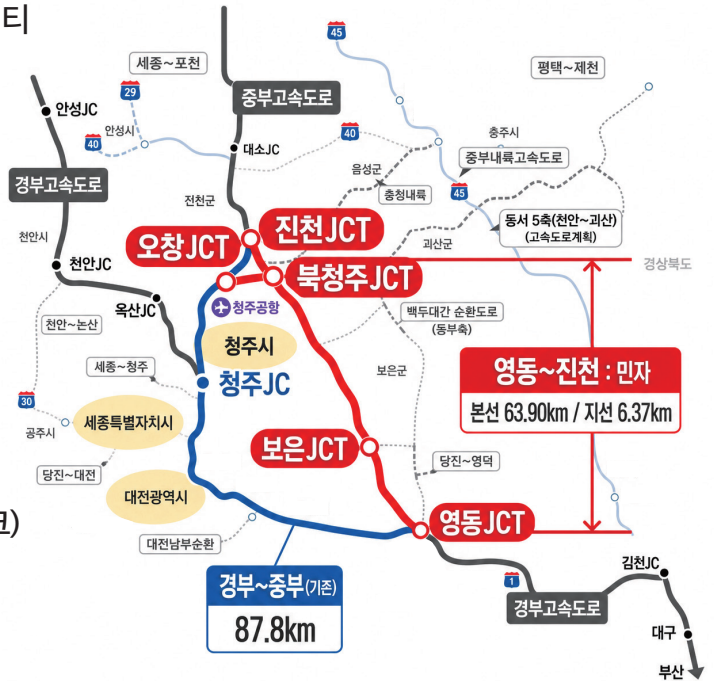 티
45
세종~포천
평택~제천
29
중부고속도로
안성JC
40
안성시
대소JC
40
충주시
음성군
중부내륙고속도로
경부고속도로
충청내륙
45
진천군
동서 5축(천안~괴산)
(고속도로계획)
진천JCT
오창JCT
괴산군
천안시
천안JC
북청주JCT
경상북도
옥산JC
청주공항
백두대간 순환도로
(동부축)
천안~논산
청주시
영동~진천 : 민자
본선 63.90km / 지선 6.37km
세종~청주
청주JC
보은군
30
세종특별자치시
공주시
보은JCT
당진~영덕
당진~대전
대전광역시
크)
영동JCT
대전남부순환
경부~중부(기존)
87.8km
김천JC
1
경부고속도로
대구
부산